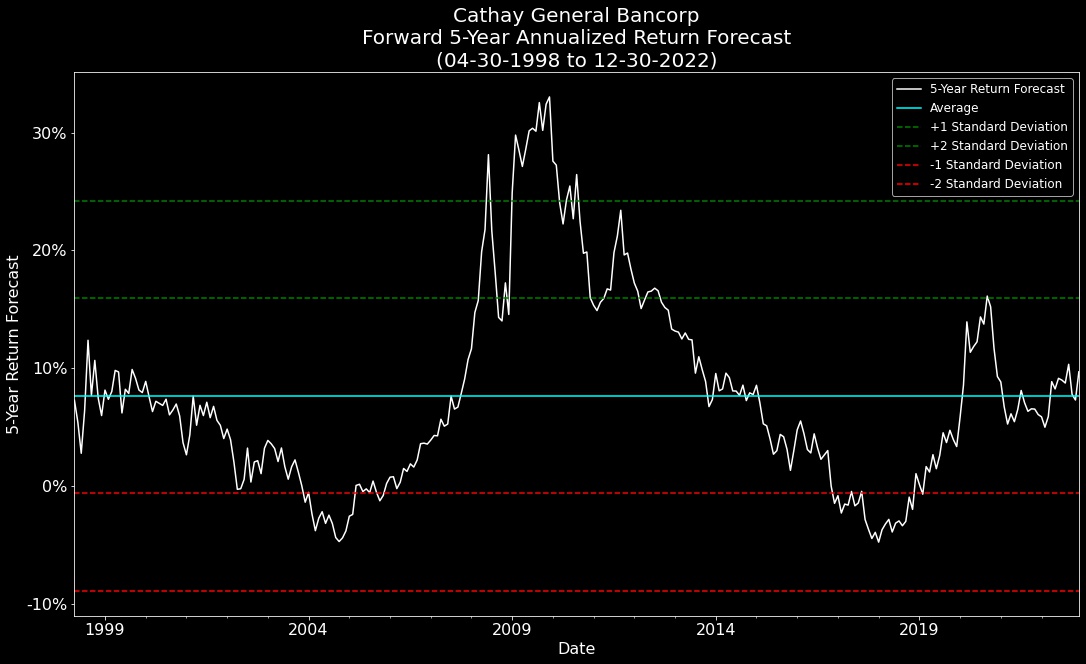 Cathay General Bancorp
Forward 5-Year Annualized Return Forecast
(04-30-1998 to 12-30-2022)
5-Year Return Forecast
Average
+1 Standard Deviation
+2 Standard Deviation
-1 Standard Deviation
-2 Standard Deviation
5-Year Return Forecast
30%
20%
10%
0%
-10%
1999
2004
2009
2014
2019
Date